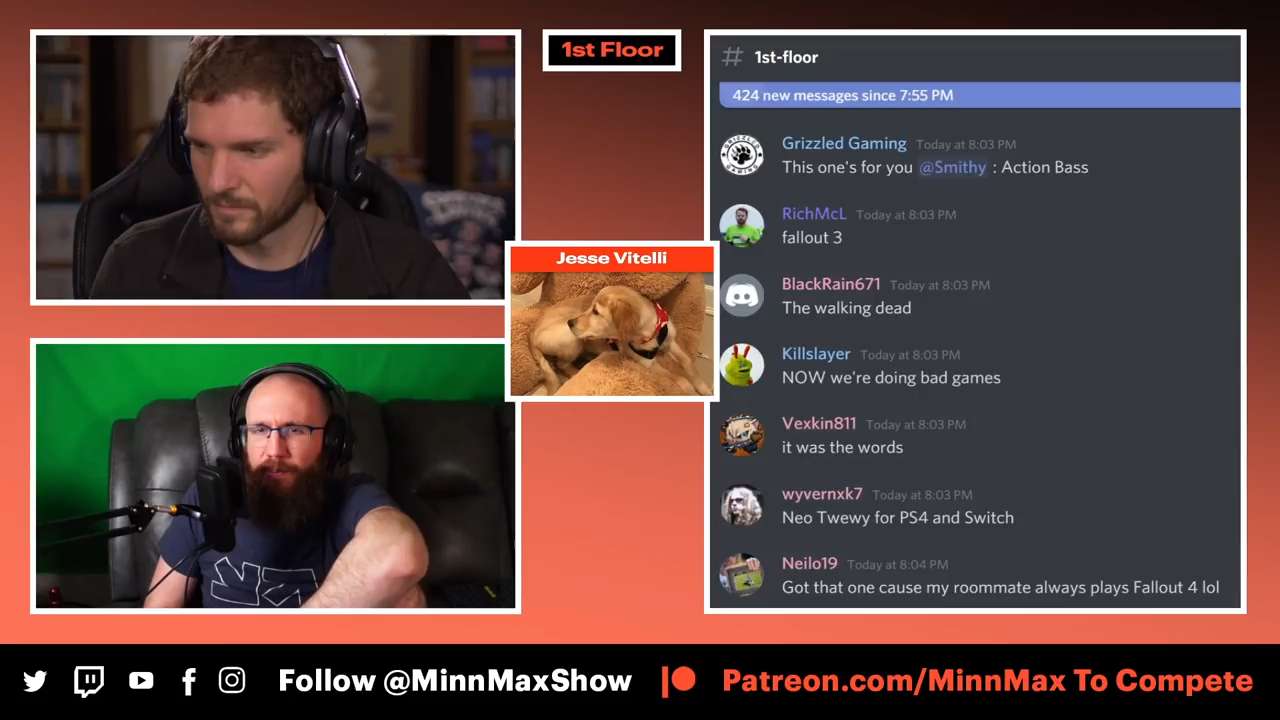 1st Floor
# 1st-floor
424 new messages since 7:55 PM
Grizzled Gaming Today at 8:03 PM
This one's for you @Smithy : Action Bass
RichMcL Today at 8:03 PM
fallout 3
BlackRain671 Today at 8:03 PM
The walking dead
Killslayer Today at 8:03 PM
NOW we're doing bad games
Vexkin811 Today at 8:03 PM
it was the words
wyvernxk7 Today at 8:03 PM
Neo Twewy for PS4 and Switch
Neilo19 Today at 8:04 PM
Got that one cause my roommate always plays Fallout 4 lol
Jesse Vitelli
Follow @MinnMaxShow
Patreon.com/MinnMax To Compete